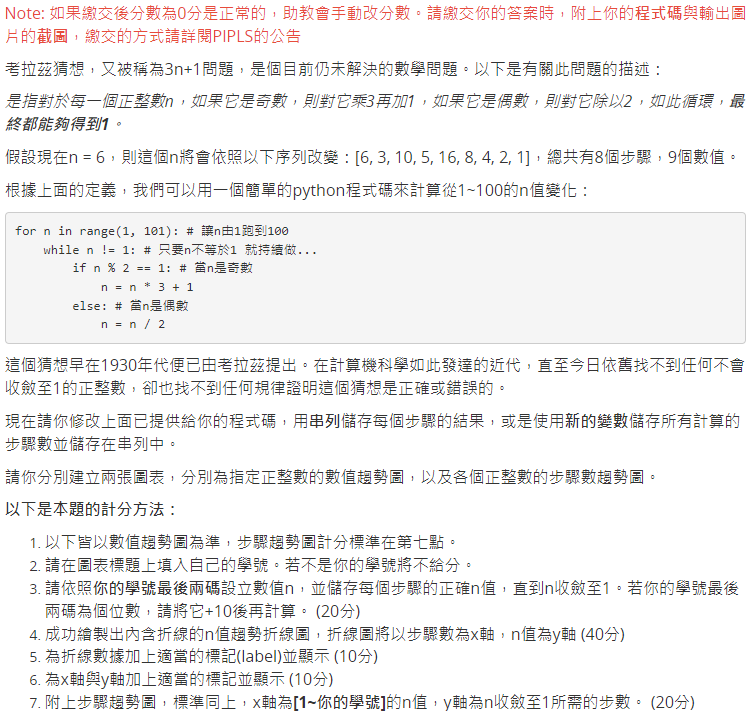 Note: 如果繳交後分數為0分是正常的，助教會手動改分數。請繳交你的答案時，附上你的程式碼與輸出圖
片的截圖，繳交的方式請詳閱PIPLS的公告
考拉茲猜想，又被稱為3n+1問題，是個目前仍未解決的數學問題。以下是有關此問題的描述：
是指對於每一個正整數n，如果它是奇數，則對它乘3再加1，如果它是偶數，則對它除以2，如此循環，最
終都能夠得到1。
假設現在n = 6，則這個n將會依照以下序列改變：[6, 3, 10, 5, 16, 8, 4, 2, 1]，總共有8個步驟，9個數值。
根據上面的定義，我們可以用一個簡單的python程式碼來計算從1~100的n值變化：
for n in range(1, 101): # 讓n由1跑到100
    while n != 1: # 只要n不等於1 就持續做...
        if n % 2 == 1: # 當n是奇數
            n = n * 3 + 1
        else: # 當n是偶數
            n = n / 2
這個猜想早在1930年代便已由考拉茲提出。在計算機科學如此發達的近代，直至今日依舊找不到任何不會
收斂至1的正整數，卻也找不到任何規律證明這個猜想是正確或錯誤的。
現在請你修改上面已提供給你的程式碼，用串列儲存每個步驟的結果，或是使用新的變數儲存所有計算的
步驟數並儲存在串列中。
請你分別建立兩張圖表，分別為指定正整數的數值趨勢圖，以及各個正整數的步驟數趨勢圖。
以下是本題的計分方法：
1. 以下皆以數值趨勢圖為準，步驟趨勢圖計分標準在第七點。
2. 請在圖表標題上填入自己的學號。若不是你的學號將不給分。
3. 請依照你的學號最後兩碼設立數值n，並儲存每個步驟的正確n值，直到n收斂至1。若你的學號最後
兩碼為個位數，請將它+10後再計算。 (20分)
4. 成功繪製出內含折線的n值趨勢折線圖，折線圖將以步驟數為x軸，n值為y軸 (40分)
5. 為折線數據加上適當的標記(label)並顯示 (10分)
6. 為x軸與y軸加上適當的標記並顯示 (10分)
7. 附上步驟趨勢圖，標準同上，x軸為[1~你的學號]的n值，y軸為n收斂至1所需的步數。 (20分)